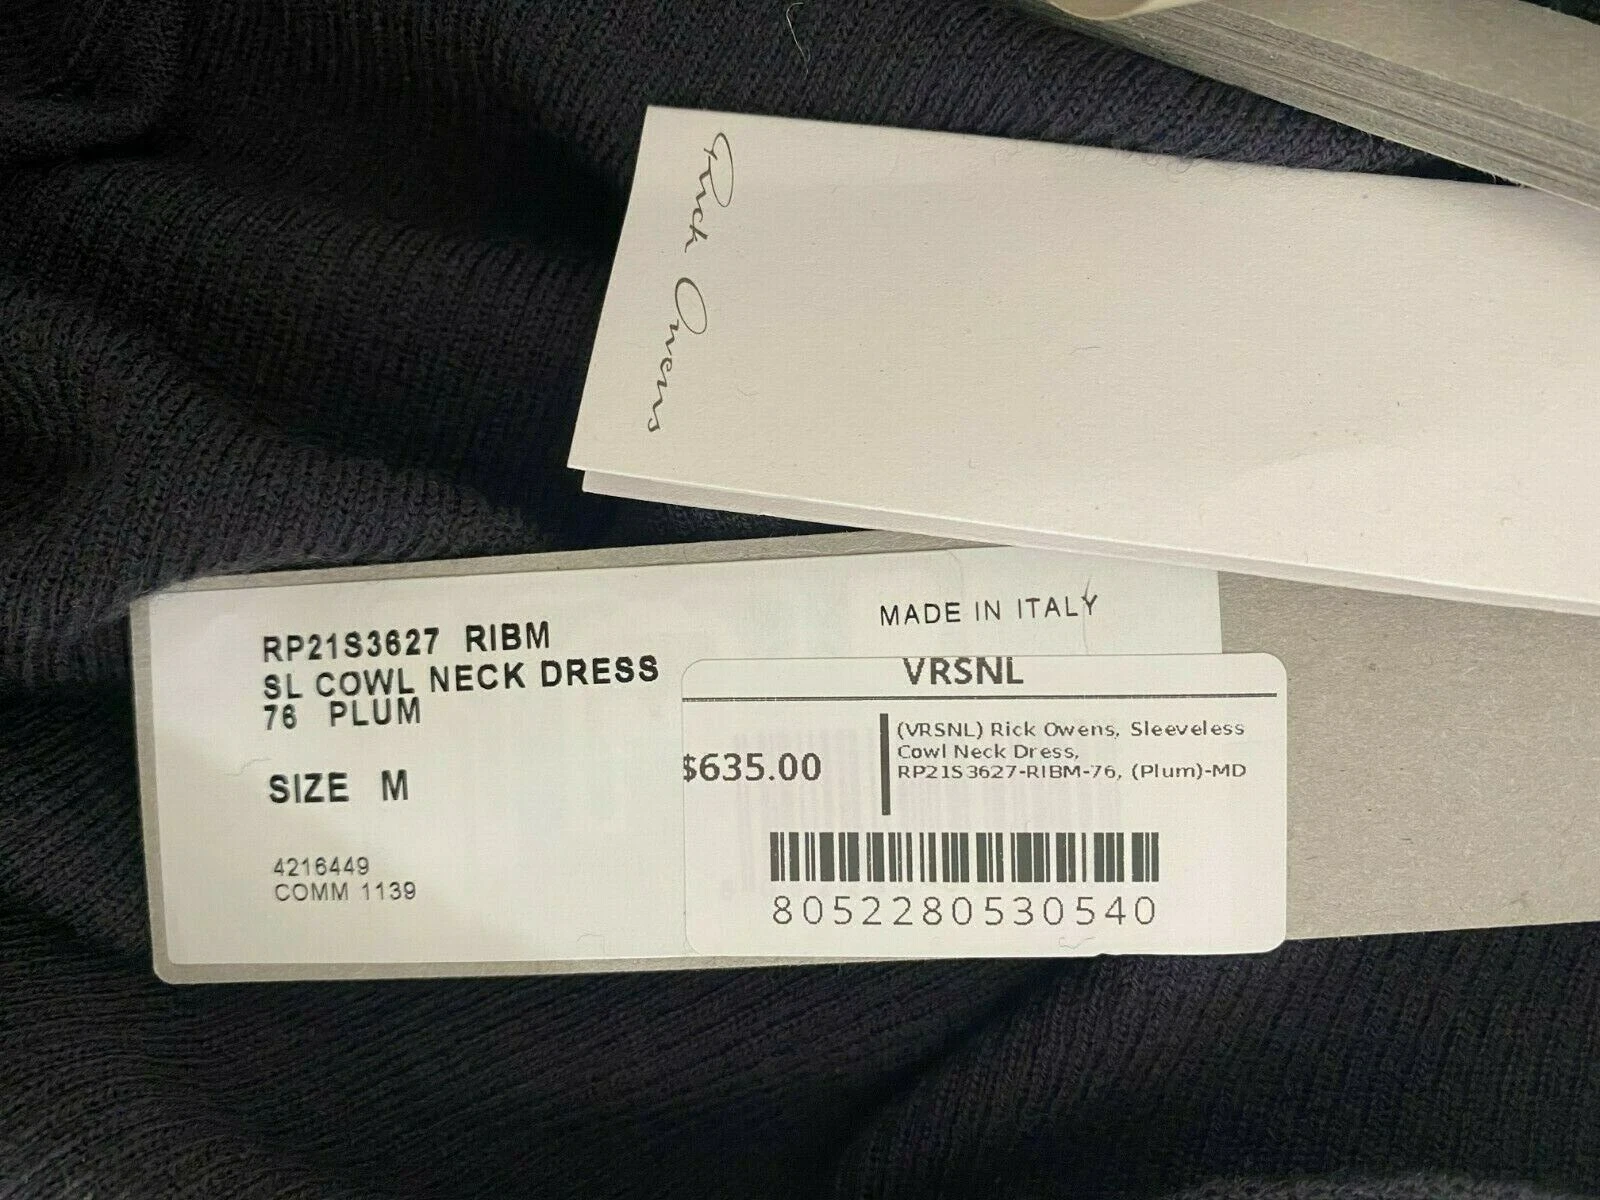 Rick Owens
RP21S3627 RIBM
SL COWL NECK DRESS
76 PLUM
SIZE M
4216449
COMM 1139
MADE IN ITALY
VRSNL
$635.00
(VRSNL) Rick Owens, Sleeveless
Cowl Neck Dress,
RP21S3627-RIBM-76, (Plum)-MD
8052280530540